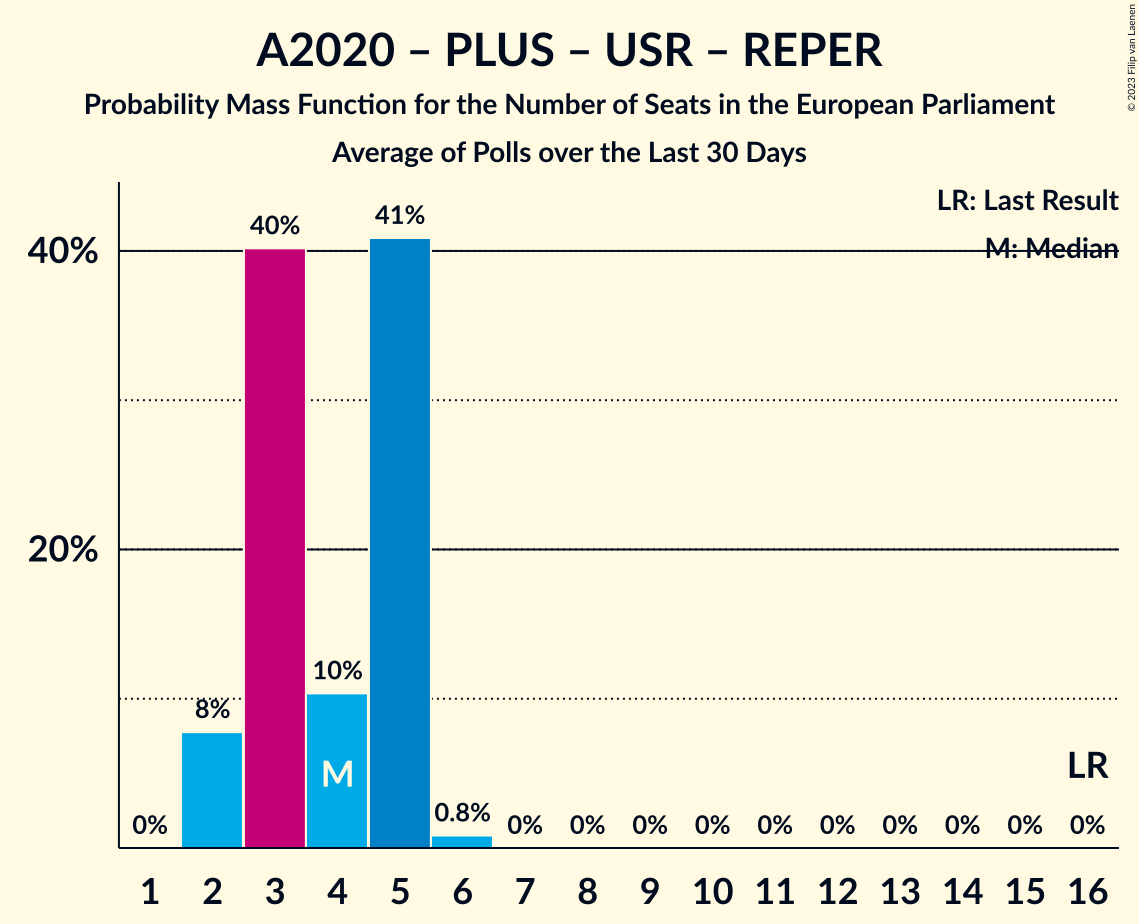 A2020 – PLUS – USR – REPER
Probability Mass Function for the Number of Seats in the European Parliament
Average of Polls over the Last 30 Days
© 2023 Filip van Laenen
LR: Last Result
M: Median
40%
20%
0%
8%
40%
10%
41%
0.8%
0%
0%
0%
0%
0%
0%
0%
0%
0%
0%
M
LR
1 2 3 4 5 6 7 8 9 10 11 12 13 14 15 16